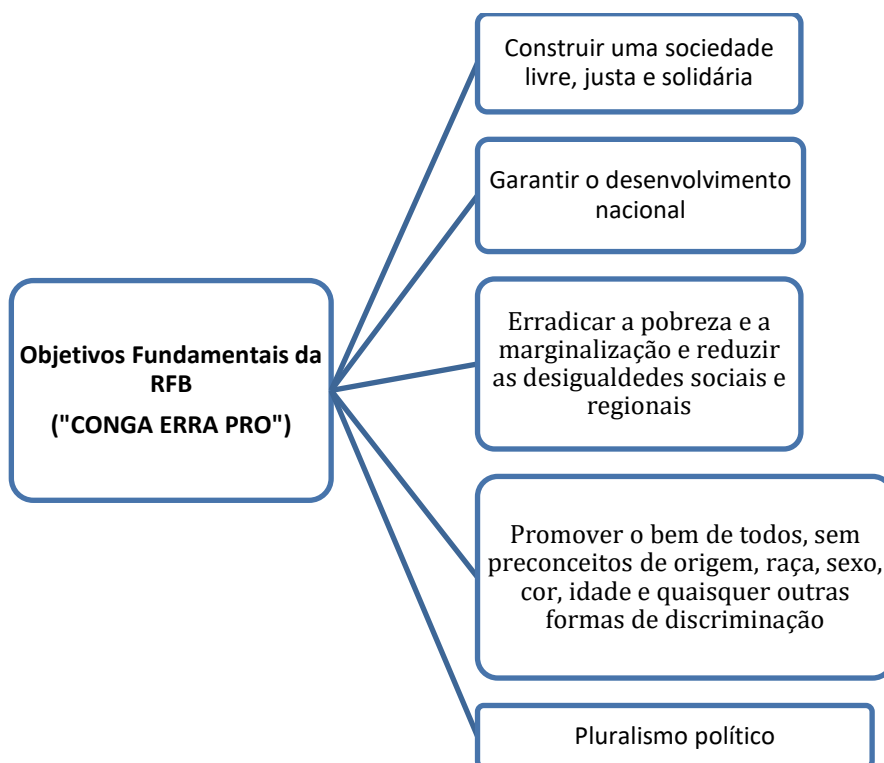 Construir uma sociedade
livre, justa e solidária
Garantir o desenvolvimento
nacional
Objetivos Fundamentais da
RFB
("CONGA ERRA PRO")
Erradicar a pobreza e a
marginalização e reduzir
as desigualdedes sociais e
regionais
Promover o bem de todos, sem
preconceitos de origem, raça, sexo,
cor, idade e quaisquer outras
formas de discriminação
Pluralismo político